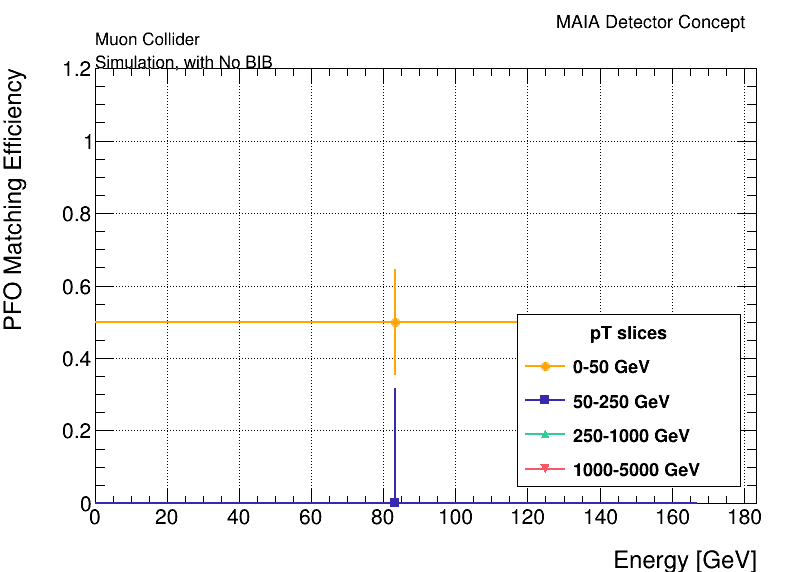 MAIA Detector Concept
Muon Collider
Simulation, with No BIB
PFO Matching Efficiency
1.2
1
0.8
0.6
0.4
0.2
0
0 20 40 60 80 100 120 140 160 180
Energy [GeV]
pT slices
0-50 GeV
50-250 GeV
250-1000 GeV
1000-5000 GeV